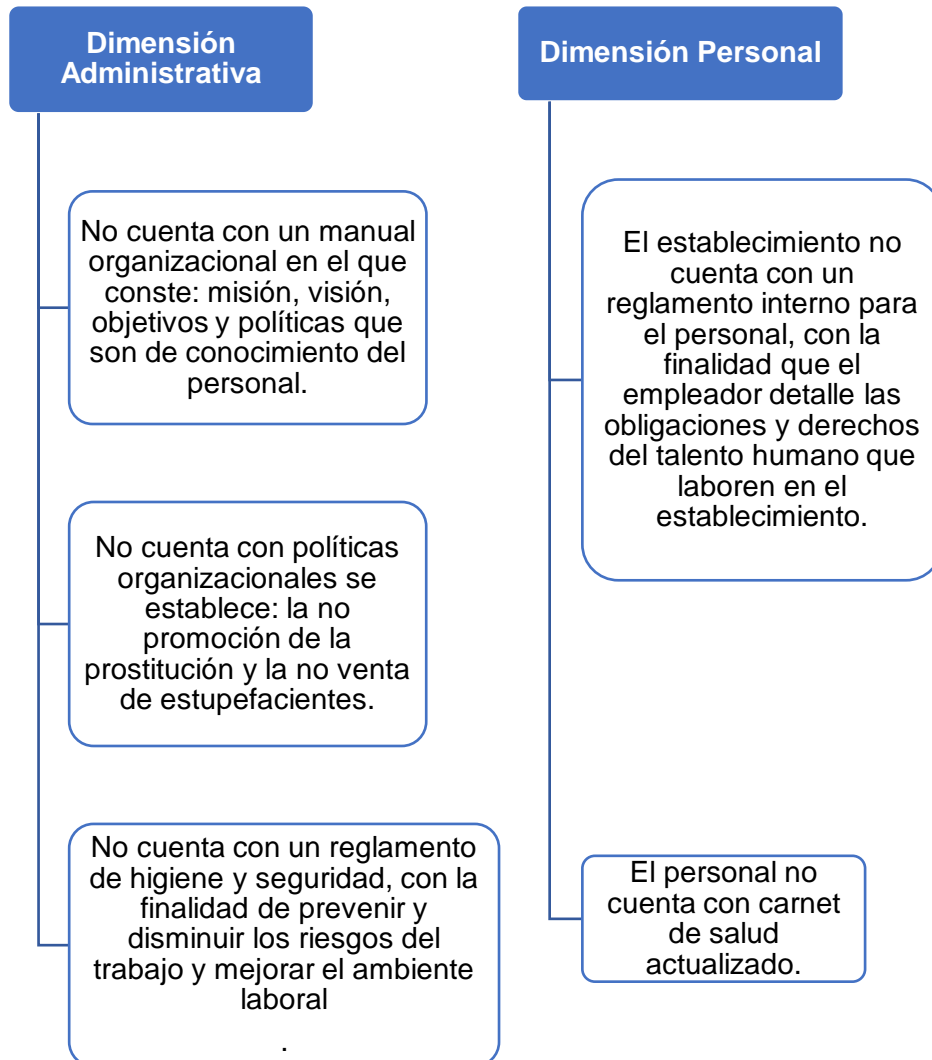 Dimensión
Administrativa
No cuenta con un manual
organizacional en el que
conste: misión, visión,
objetivos y políticas que
son de conocimiento del
personal.
No cuenta con políticas
organizacionales se
establece: la no
promoción de la
prostitución y la no venta
de estupefacientes.
No cuenta con un reglamento
de higiene y seguridad, con la
finalidad de prevenir y
disminuir los riesgos del
trabajo y mejorar el ambiente
laboral
.
Dimensión Personal
El establecimiento no
cuenta con un
reglamento interno para
el personal, con la
finalidad que el
empleador detalle las
obligaciones y derechos
del talento humano que
laboren en el
establecimiento.
El personal no
cuenta con carnet
de salud
actualizado.